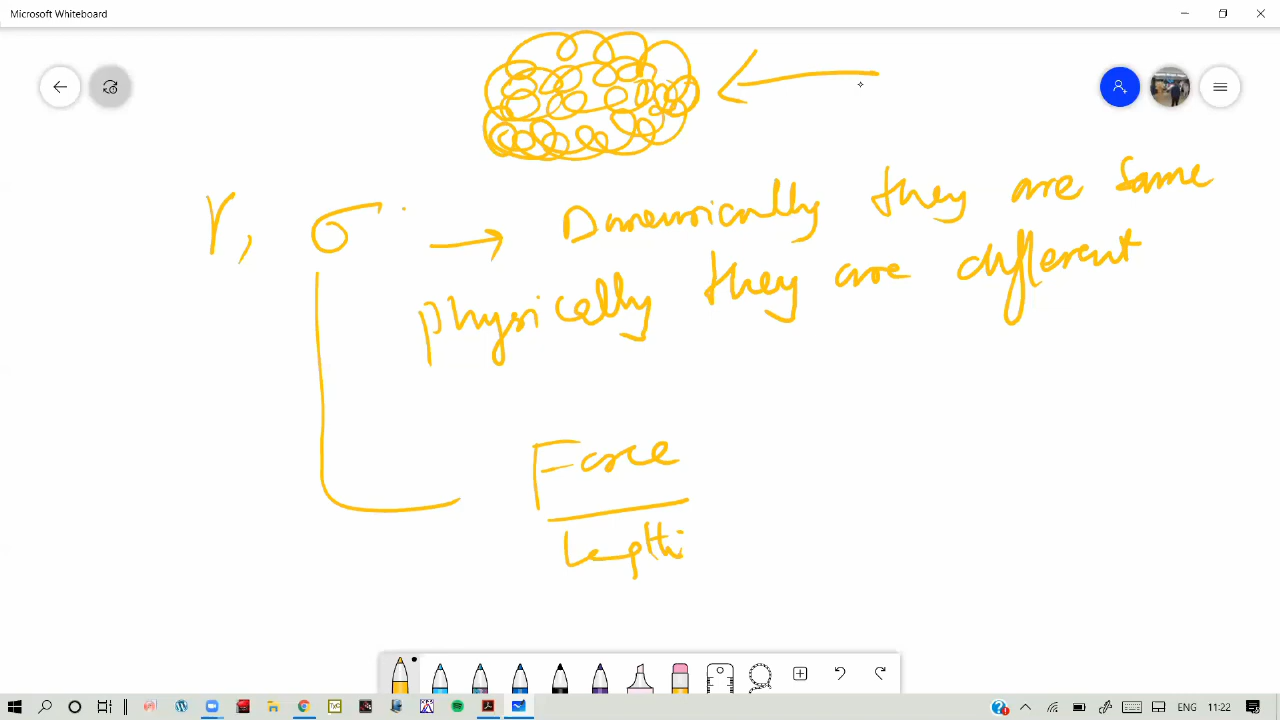 Microsoft Whiteboard
γ, σ → Dimensionally they are same
physically they are different
Force
Length
ENG
11:22